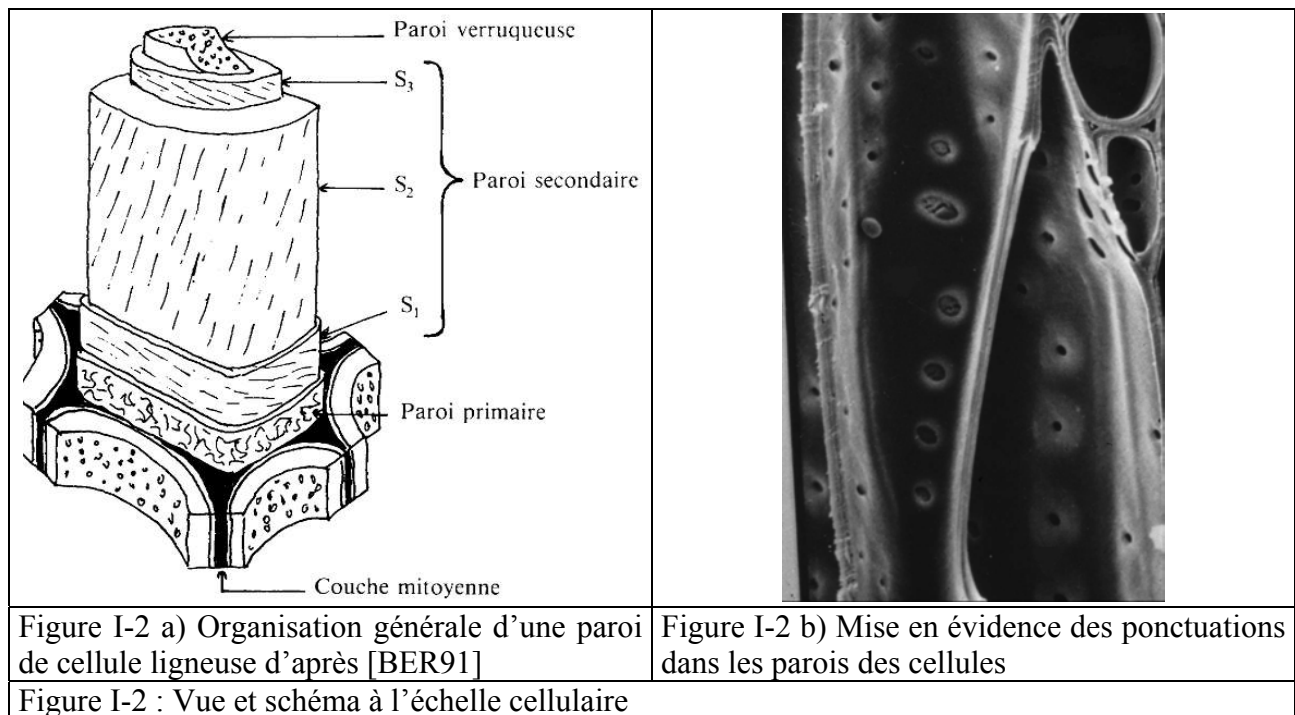 Paroi verruqueuse
S3
S2
Paroi secondaire
S1
Paroi primaire
Couche mitoyenne
Figure I-2 a) Organisation générale d’une paroi
de cellule ligneuse d’après [BER91]
Figure I-2 b) Mise en évidence des ponctuations
dans les parois des cellules
Figure I-2 : Vue et schéma à l’échelle cellulaire